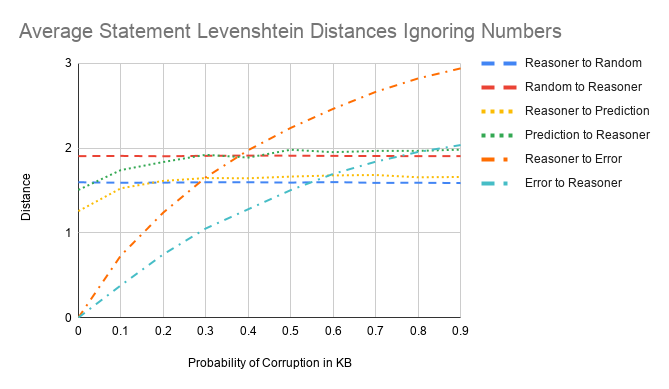 Average Statement Levenshtein Distances Ignoring Numbers
Reasoner to Random
Random to Reasoner
Reasoner to Prediction
Prediction to Reasoner
Reasoner to Error
Error to Reasoner
3
2
1
0
Distance
0 0.1 0.2 0.3 0.4 0.5 0.6 0.7 0.8 0.9
Probability of Corruption in KB